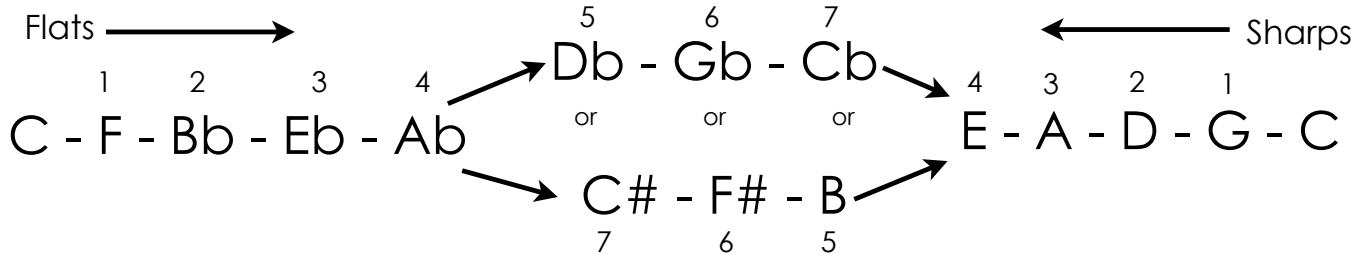 5 6 7
Flats Sharps
Db - Gb - Cb
1 2 3 4 4 3 2 1
or or or
C - F - Bb - Eb - Ab E - A - D - G - C
C# - F# - B
7 6 5